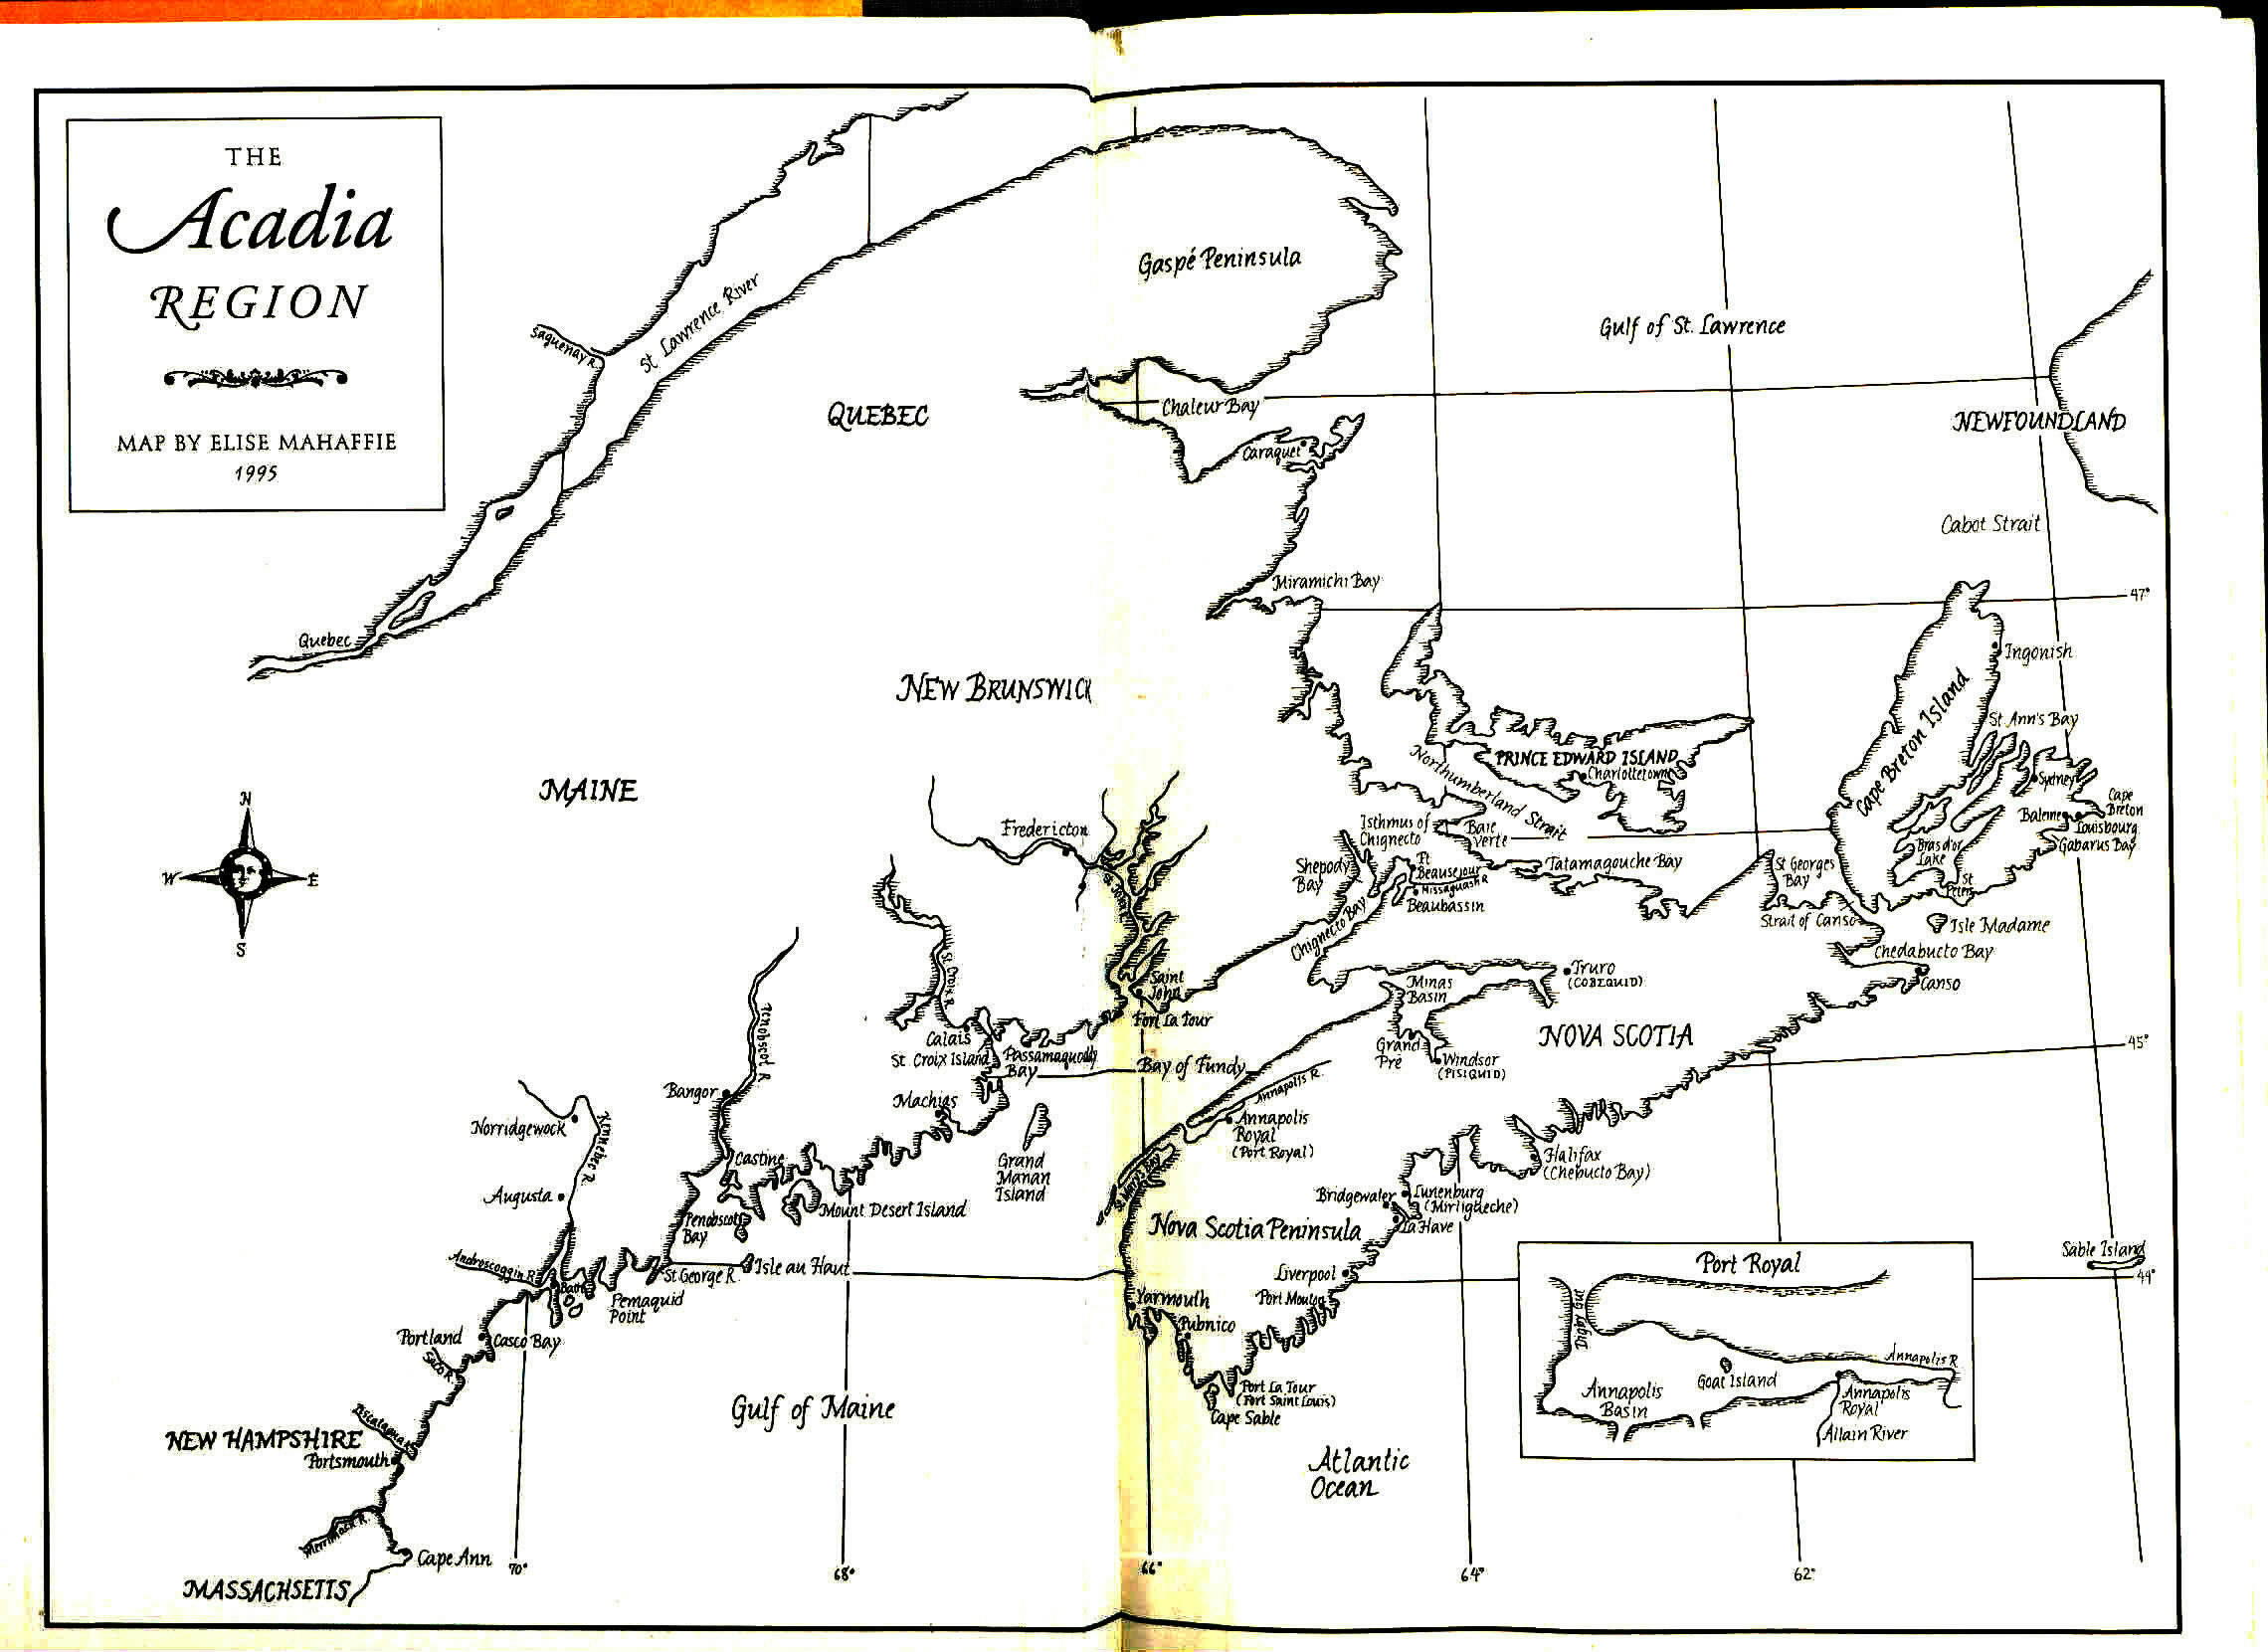 THE
Acadia
REGION
MAP BY ELISE MAHAFFIE
1995
Saguenay R.
St Lawrence River
Gaspé Peninsula
Gulf of St. Lawrence
QUEBEC
Chaleur Bay
Caraquet
NEWFOUNDLAND
Cabot Strait
Miramichi Bay
47°
Quebec
NEW BRUNSWICK
Ingonish
Cape Breton Island
St Ann's Bay
PRINCE EDWARD ISLAND
Charlottetown
Northumberland Strait
Sydney
Cape
Breton
Baleine
Louisbourg
Gabarus Bay
Bras d'or
Lake
St
Peters
MAINE
N
W
E
S
Fredericton
St John
Isthmus of
Chignecto
Baie
Verte
Tatamagouche Bay
Shepody
Bay
Ft
Beausejour
Missaguash R
Beaubassin
Chignecto Bay
St Georges
Bay
Strait of Canso
Isle Madame
Chedabucto Bay
Canso
Truro
(COBEQUID)
Minas
Basin
Saint
John
Fort La Tour
St Croix R.
Calais
St. Croix Island
Passamaquoddy
Bay
Bay of Fundy
Grand
Pré
Windsor
(PISIQUID)
NOVA SCOTIA
45°
Penobscot R.
Bangor
Machias
Annapolis R.
Annapolis
Royal
(Port Royal)
Norridgewock
Kennebec R.
Castine
Grand
Manan
Island
Halifax
(Chebucto Bay)
Augusta
Penobscot
Bay
Mount Desert Island
St Mary's Bay
Bridgewater
Lunenburg
(Mirligueche)
La Have
Nova Scotia Peninsula
Androscoggin R.
Bath
St George R.
Isle au Haut
Pemaquid
Point
Liverpool
Port Mouton
Port Royal
Sable Island
44°
Yarmouth
Pubnico
Portland
Casco Bay
Saco R.
Digby Gut
Annapolis R
Goat Island
Annapolis
Basin
Annapolis
Royal
Allain River
Port La Tour
(Fort Saint Louis)
Cape Sable
Gulf of Maine
Piscataqua R.
NEW HAMPSHIRE
Portsmouth
Atlantic
Ocean
Merrimack R.
Cape Ann
MASSACHSETTS
70°
68°
66°
64°
62°